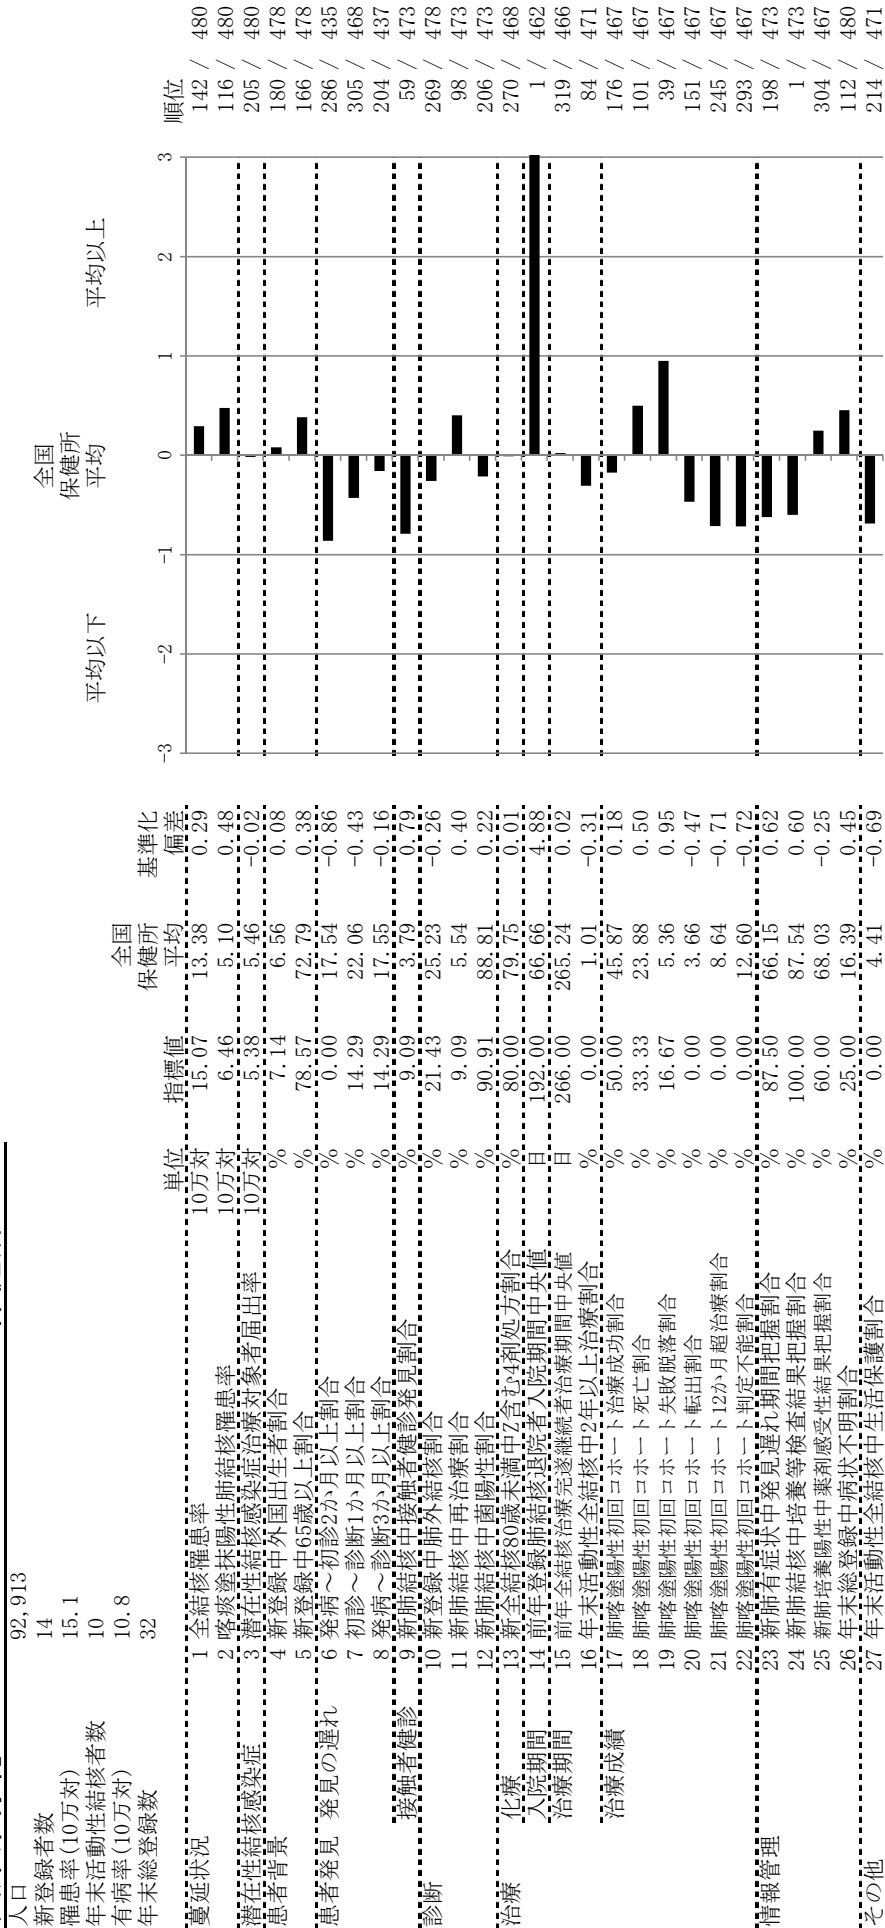 人口 92,913
新登録者数 14
罹患率(10万対) 15.1
年末活動性結核者数 10
有病率(10万対) 10.8
年末総登録数 32
単位 指標値 全国保健所平均 基準化偏差 平均以下 全国保健所平均 平均以上 順位
-3 -2 -1 0 1 2 3
蔓延状況 1 全結核罹患率 10万対 15.07 13.38 0.29 142 / 480
2 喀痰塗抹陽性肺結核罹患率 10万対 6.46 5.10 0.48 116 / 480
潜在性結核感染症 3 潜在性結核感染症治療対象者届出率 10万対 5.38 5.46 -0.02 205 / 480
患者背景 4 新登録中外国出生者割合 % 7.14 6.56 0.08 180 / 478
5 新登録中65歳以上割合 % 78.57 72.79 0.38 166 / 478
患者発見 発見の遅れ 6 発病～初診2か月以上割合 % 0.00 17.54 -0.86 286 / 435
7 初診～診断1か月以上割合 % 14.29 22.06 -0.43 305 / 468
8 発病～診断3か月以上割合 % 14.29 17.55 -0.16 204 / 437
接触者健診 9 新肺結核中接触者健診発見割合 % 9.09 3.79 0.79 59 / 473
診断 10 新登録中肺外結核割合 % 21.43 25.23 -0.26 269 / 478
11 新肺結核中再治療割合 % 9.09 5.54 0.40 98 / 473
12 新肺結核中菌陽性割合 % 90.91 88.81 0.22 206 / 473
治療 化療 13 新全結核80歳未満中Z含む4剤処方割合 % 80.00 79.75 0.01 270 / 468
入院期間 14 前年登録肺結核退院者入院期間中央値 日 192.00 66.66 4.88 1 / 462
治療期間 15 前年全結核治療完遂継続者治療期間中央値 日 266.00 265.24 0.02 319 / 466
16 年末活動性全結核中2年以上治療割合 % 0.00 1.01 -0.31 84 / 471
治療成績 17 肺喀塗陽性初回コホート治療成功割合 % 50.00 45.87 0.18 176 / 467
18 肺喀塗陽性初回コホート死亡割合 % 33.33 23.88 0.50 101 / 467
19 肺喀塗陽性初回コホート失敗脱落割合 % 16.67 5.36 0.95 39 / 467
20 肺喀塗陽性初回コホート転出割合 % 0.00 3.66 -0.47 151 / 467
21 肺喀塗陽性初回コホート12か月超治療割合 % 0.00 8.64 -0.71 245 / 467
22 肺喀塗陽性初回コホート判定不能割合 % 0.00 12.60 -0.72 293 / 467
情報管理 23 新肺有症状中発見遅れ期間把握割合 % 87.50 66.15 0.62 198 / 473
24 新肺結核中培養等検査結果把握割合 % 100.00 87.54 0.60 1 / 473
25 新肺培養陽性中薬剤感受性結果把握割合 % 60.00 68.03 -0.25 304 / 467
26 年末総登録中病状不明割合 % 25.00 16.39 0.45 112 / 480
その他 27 年末活動性全結核中生活保護割合 % 0.00 4.41 -0.69 214 / 471